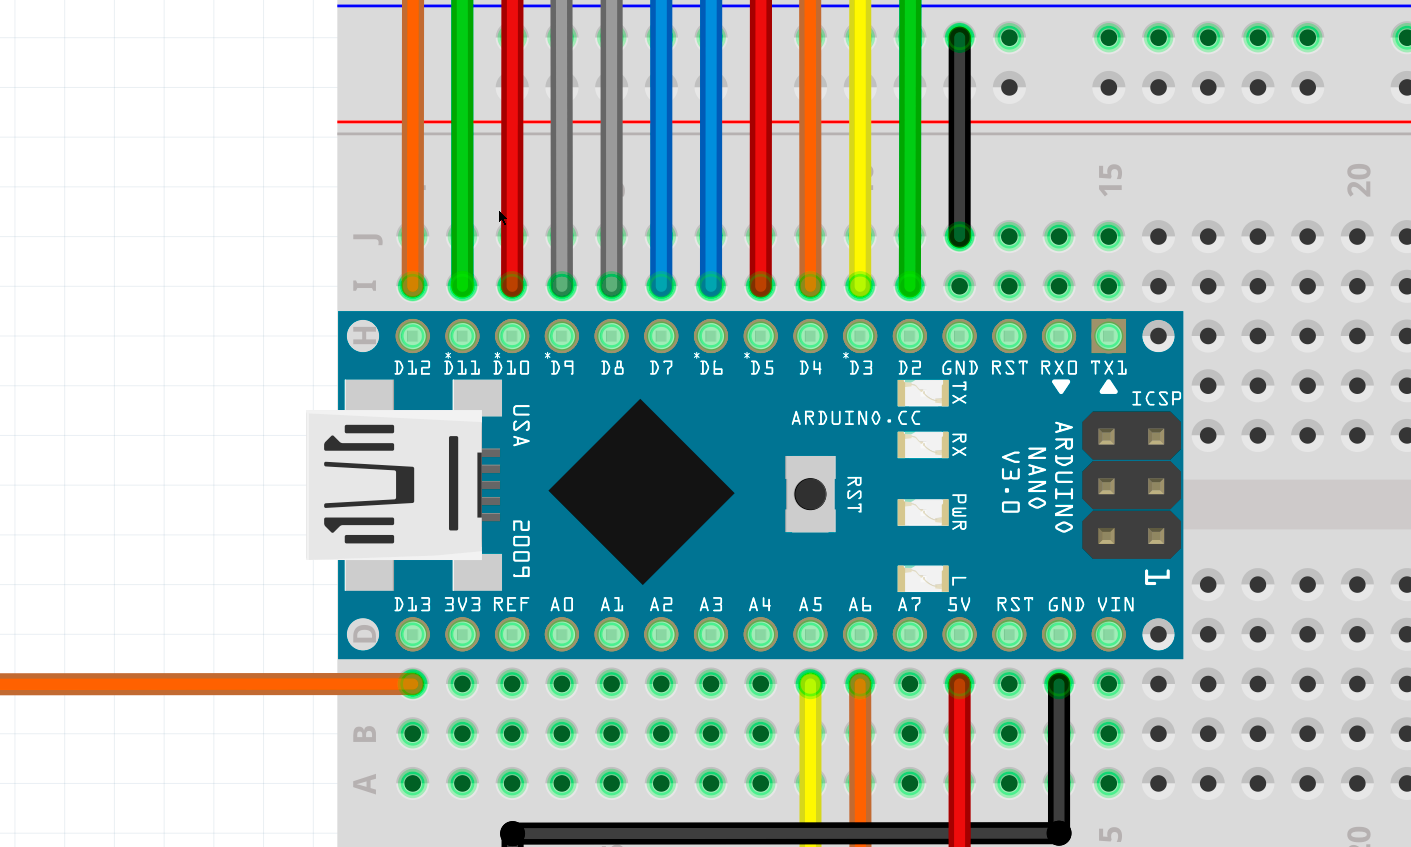 15
20
J
I
H
D12 *D11 *D10 *D9 D8 D7 *D6 *D5 D4 *D3 D2 GND RST RX0 TX1
ICSP
USA
ARDUINO.CC
TX
RX
RST
PWR
L
ARDUINO
NANO
V3.0
2009
1
D13 3V3 REF A0 A1 A2 A3 A4 A5 A6 A7 5V RST GND VIN
D
B
A
15
20